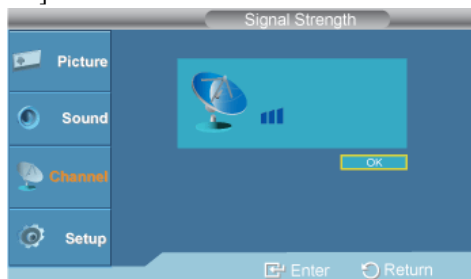 Signal Strength
Picture
Sound
Channel
Setup
OK
Enter
Return